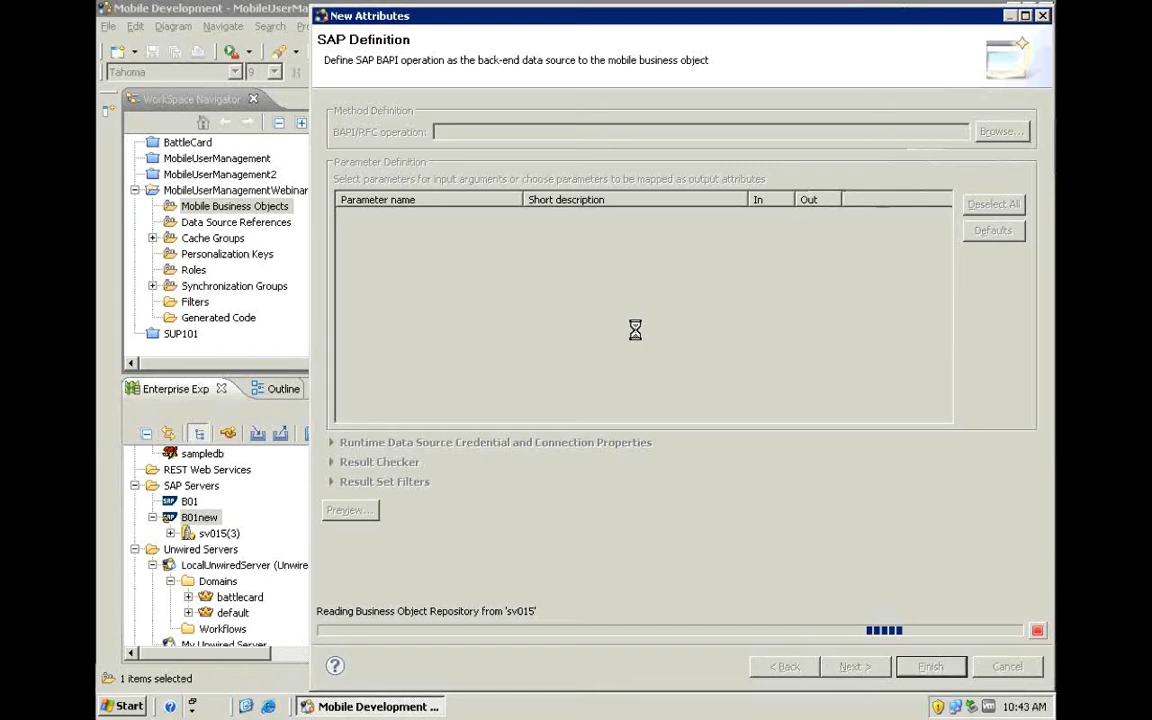 Mobile Development - MobileUserMa
File Edit Diagram Navigate Search
Tahoma 9
WorkSpace Navigator
BattleCard
MobileUserManagement
MobileUserManagement2
MobileUserManagementWebinar
Mobile Business Objects
Data Source References
Cache Groups
Personalization Keys
Roles
Synchronization Groups
Filters
Generated Code
SUP101
Enterprise Exp Outline
sampledb
REST Web Services
SAP Servers
B01
B01new
sv015(3)
Unwired Servers
LocalUnwiredServer (Unwire
Domains
battlecard
default
Workflows
My Unwired Server
1 items selected
New Attributes
SAP Definition
Define SAP BAPI operation as the back-end data source to the mobile business object
Method Definition
BAPI/RFC operation: Browse...
Parameter Definition
Select parameters for input arguments or choose parameters to be mapped as output attributes
Parameter name Short description In Out
Deselect All
Defaults
Runtime Data Source Credential and Connection Properties
Result Checker
Result Set Filters
Preview...
Reading Business Object Repository from 'sv015'
< Back Next > Finish Cancel
Start Mobile Development ... 10:43 AM